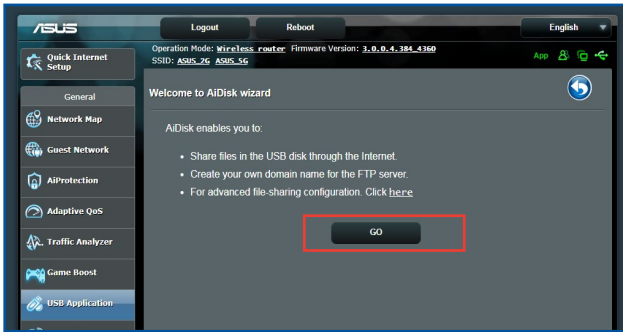 ASUS
Logout
Reboot
English
Quick Internet
Setup
Operation Mode: Wireless router Firmware Version: 3.0.0.4.384_4360
SSID: ASUS_2G ASUS_5G
App
General
Welcome to AiDisk wizard
Network Map
AiDisk enables you to:
Guest Network
• Share files in the USB disk through the Internet.
• Create your own domain name for the FTP server.
AiProtection
• For advanced file-sharing configuration. Click here
Adaptive QoS
GO
Traffic Analyzer
Game Boost
USB Application